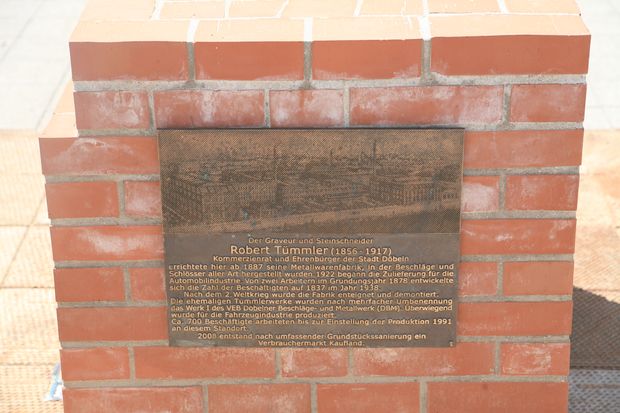 Der Graveur und Steinschneider
Robert Tümmler (1856 - 1917)
Kommerzienrat und Ehrenbürger der Stadt Döbeln
errichtete hier ab 1887 seine Metallwarenfabrik, in der Beschläge und
Schlösser aller Art hergestellt wurden. 1922 begann die Zulieferung für die
Automobilindustrie. Von zwei Arbeitern im Gründungsjahr 1878 entwickelte
sich die Zahl der Beschäftigten auf 1837 im Jahr 1938.
Nach dem 2. Weltkrieg wurde die Fabrik enteignet und demontiert.
Die ehemaligen Tümmlerwerke wurden nach mehrfacher Umbenennung
das Werk I des VEB Döbelner Beschläge- und Metallwerk (DBM). Überwiegend
wurde für die Fahrzeugindustrie produziert.
Ca. 700 Beschäftigte arbeiteten bis zur Einstellung der Produktion 1991
an diesem Standort.
2008 entstand nach umfassender Grundstückssanierung ein
Verbrauchermarkt Kaufland.